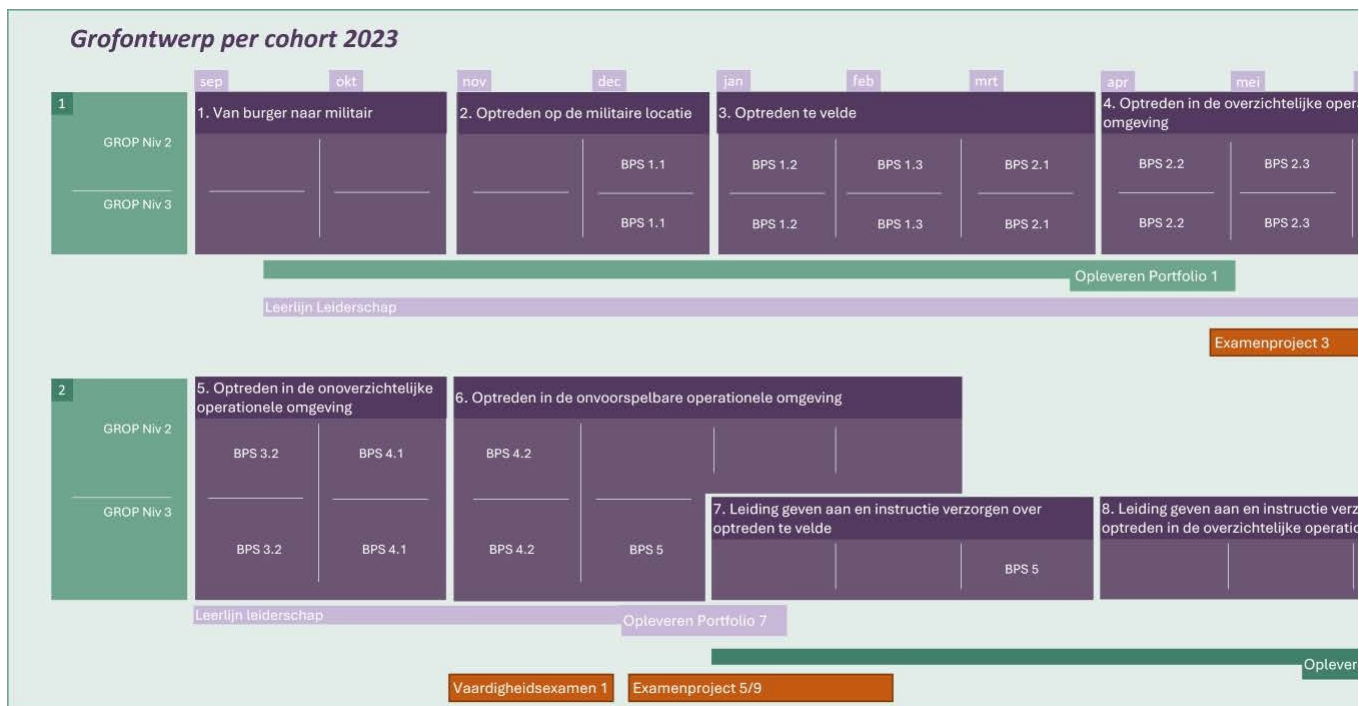 Grofontwerp per cohort 2023
sep okt nov dec jan feb mrt apr mei
1
1. Van burger naar militair
2. Optreden op de militaire locatie
3. Optreden te velde
4. Optreden in de overzichtelijke opera
omgeving
GROP Niv 2
BPS 1.1 BPS 1.2 BPS 1.3 BPS 2.1 BPS 2.2 BPS 2.3
GROP Niv 3
BPS 1.1 BPS 1.2 BPS 1.3 BPS 2.1 BPS 2.2 BPS 2.3
Opleveren Portfolio 1
Leerlijn Leiderschap
Examenproject 3
2
5. Optreden in de onoverzichtelijke
operationele omgeving
6. Optreden in de onvoorspelbare operationele omgeving
GROP Niv 2
BPS 3.2 BPS 4.1 BPS 4.2
GROP Niv 3
7. Leiding geven aan en instructie verzorgen over
optreden te velde
8. Leiding geven aan en instructie verz
optreden in de overzichtelijke operatio
BPS 3.2 BPS 4.1 BPS 4.2 BPS 5 BPS 5
Leerlijn leiderschap
Opleveren Portfolio 7
Oplever
Vaardigheidsexamen 1
Examenproject 5/9